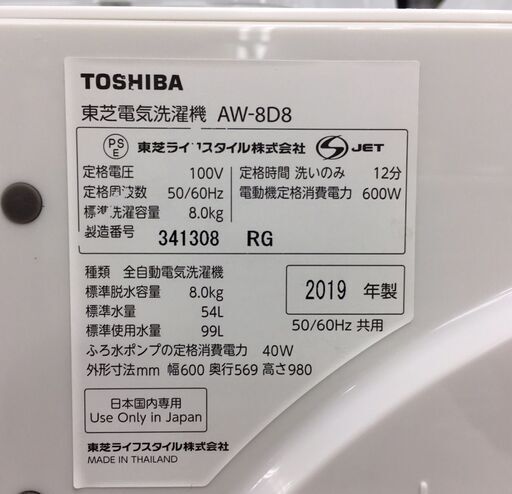 TOSHIBA
東芝電気洗濯機 AW-8D8
PS E 東芝ライフスタイル株式会社 S JET
定格電圧 100V 定格時間 洗いのみ 12分
定格周波数 50/60Hz 電動機定格消費電力 600W
標準洗濯容量 8.0kg
製造番号 341308 RG
種類 全自動電気洗濯機
標準脱水容量 8.0kg
標準水量 54L
標準使用水量 99L
2019 年製
50/60Hz 共用
ふろ水ポンプの定格消費電力 40W
外形寸法mm 幅600 奥行569 高さ980
日本国内専用
Use Only in Japan
東芝ライフスタイル株式会社
MADE IN THAILAND